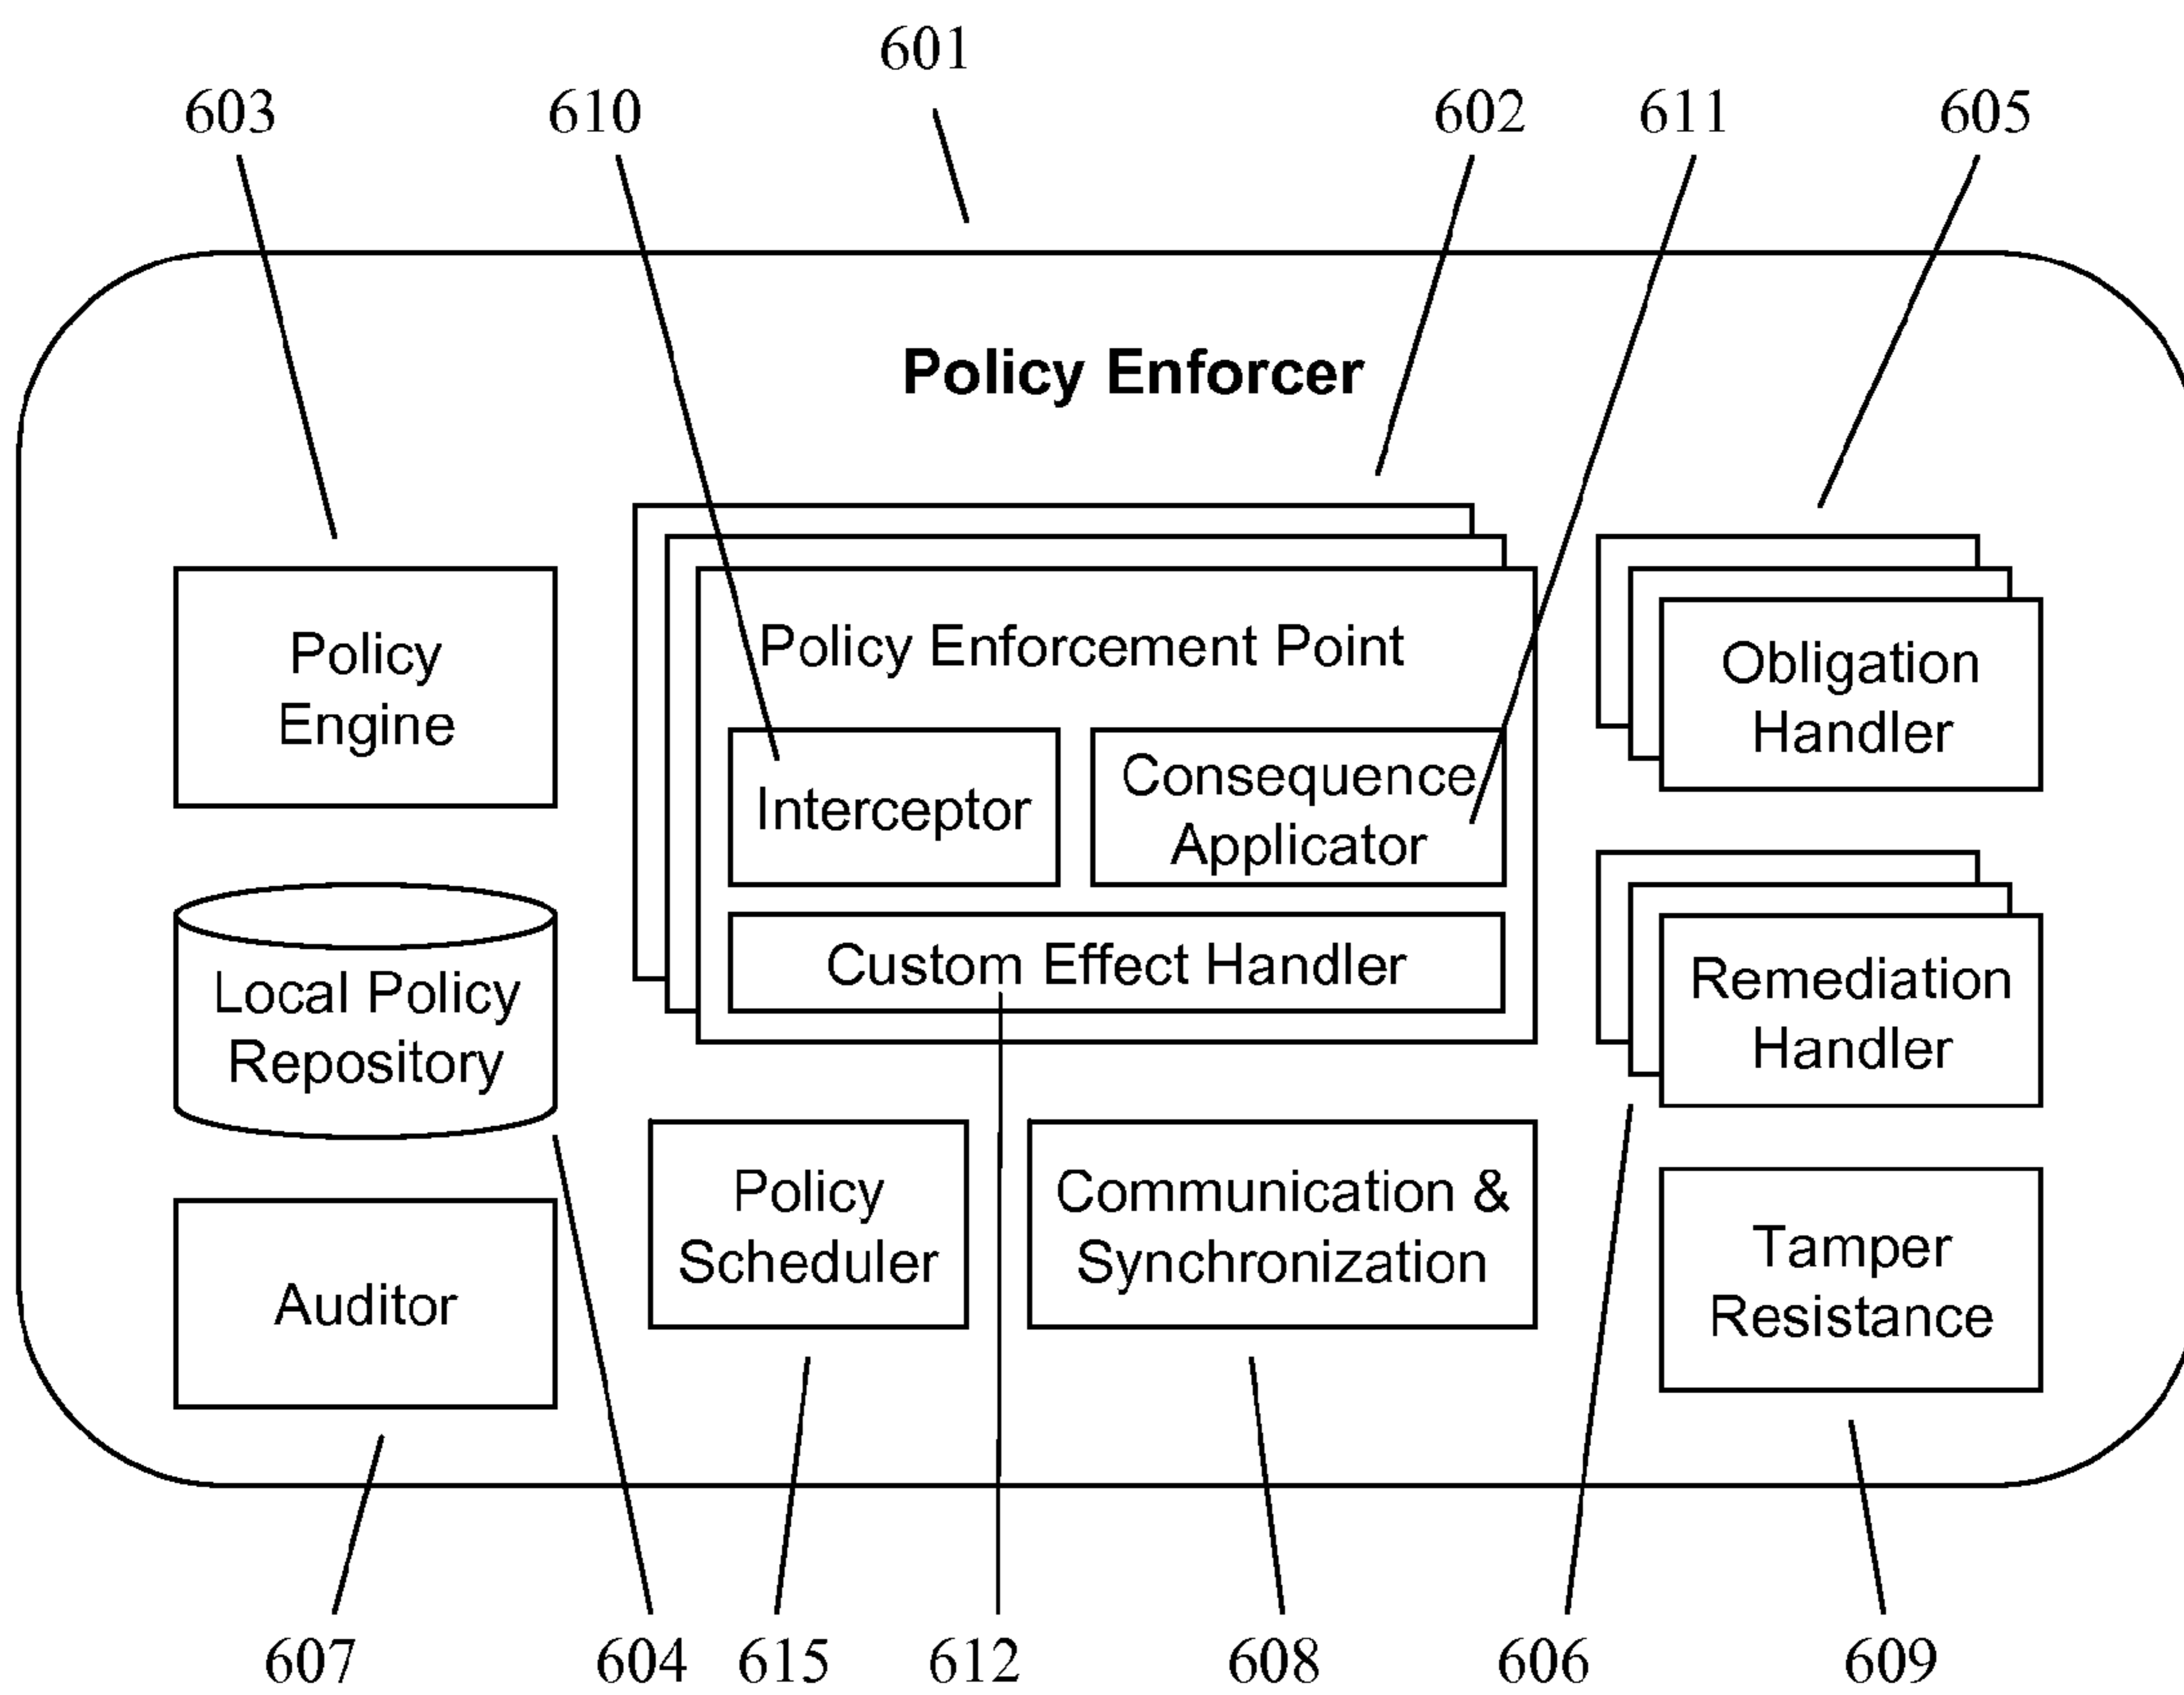 601
603
610
602
611
605
Policy Enforcer
Policy
Engine
Policy Enforcement Point
Interceptor
Consequence
Applicator
Custom Effect Handler
Obligation
Handler
Local Policy
Repository
Remediation
Handler
Auditor
Policy
Scheduler
Communication &
Synchronization
Tamper
Resistance
607
604
615
612
608
606
609